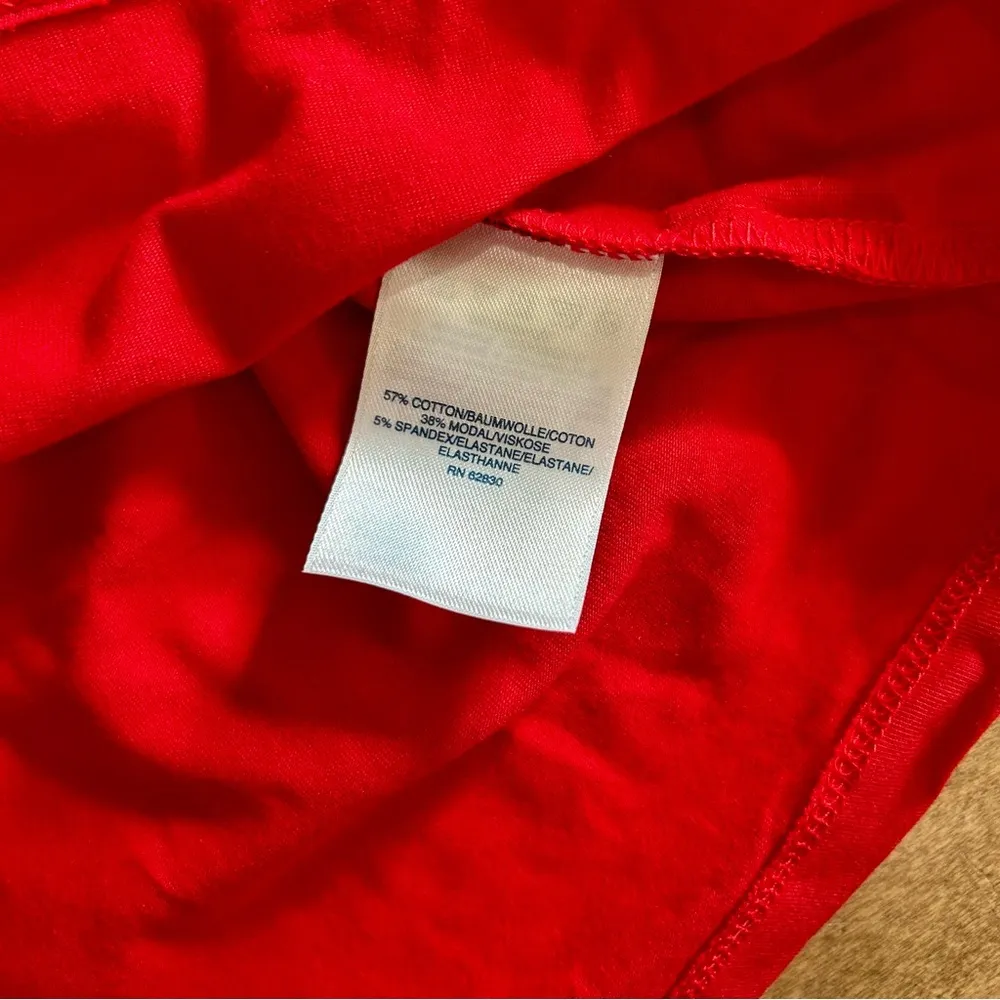 57% COTTON/BAUMWOLLE/COTON
38% MODAL/VISKOSE
5% SPANDEX/ELASTANE/ELASTANE/
ELASTHANNE
RN 62830